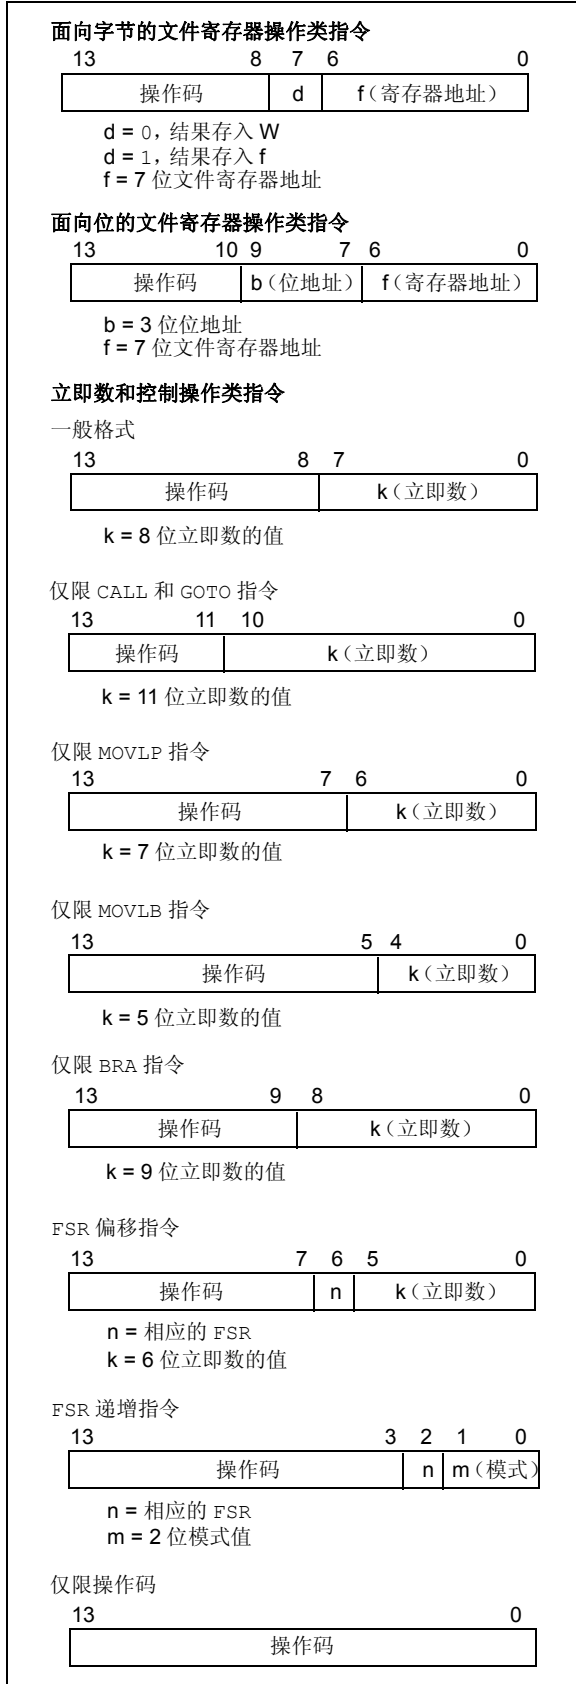 面向字节的文件寄存器操作类指令
13 8 7 6 0
操作码 d f（寄存器地址）
d = 0，结果存入 W
d = 1，结果存入 f
f = 7 位文件寄存器地址
面向位的文件寄存器操作类指令
13 10 9 7 6 0
操作码 b（位地址） f（寄存器地址）
b = 3 位位地址
f = 7 位文件寄存器地址
立即数和控制操作类指令
一般格式
13 8 7 0
操作码 k（立即数）
k = 8 位立即数的值
仅限 CALL 和 GOTO 指令
13 11 10 0
操作码 k（立即数）
k = 11 位立即数的值
仅限 MOVLP 指令
13 7 6 0
操作码 k（立即数）
k = 7 位立即数的值
仅限 MOVLB 指令
13 5 4 0
操作码 k（立即数）
k = 5 位立即数的值
仅限 BRA 指令
13 9 8 0
操作码 k（立即数）
k = 9 位立即数的值
FSR 偏移指令
13 7 6 5 0
操作码 n k（立即数）
n = 相应的 FSR
k = 6 位立即数的值
FSR 递增指令
13 3 2 1 0
操作码 n m（模式）
n = 相应的 FSR
m = 2 位模式值
仅限操作码
13 0
操作码